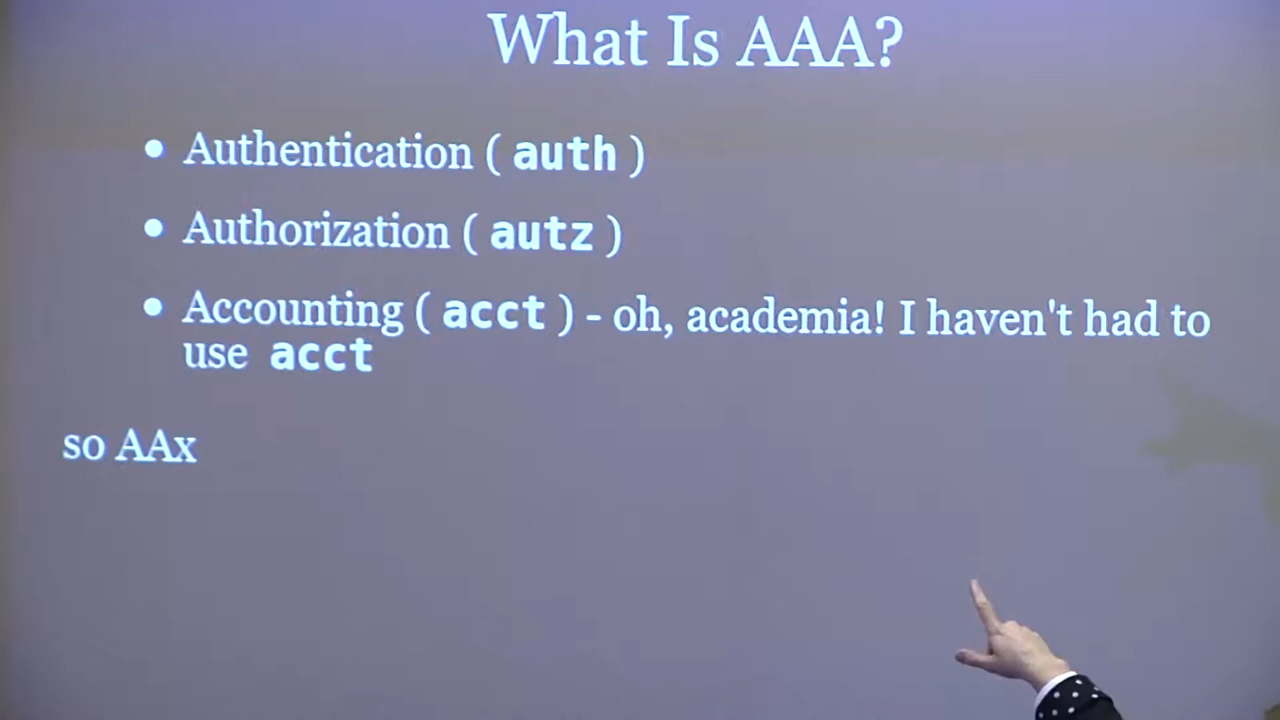 What Is AAA?
• Authentication ( auth )
• Authorization ( autz )
• Accounting ( acct ) - oh, academia! I haven't had to
use acct
so AAx